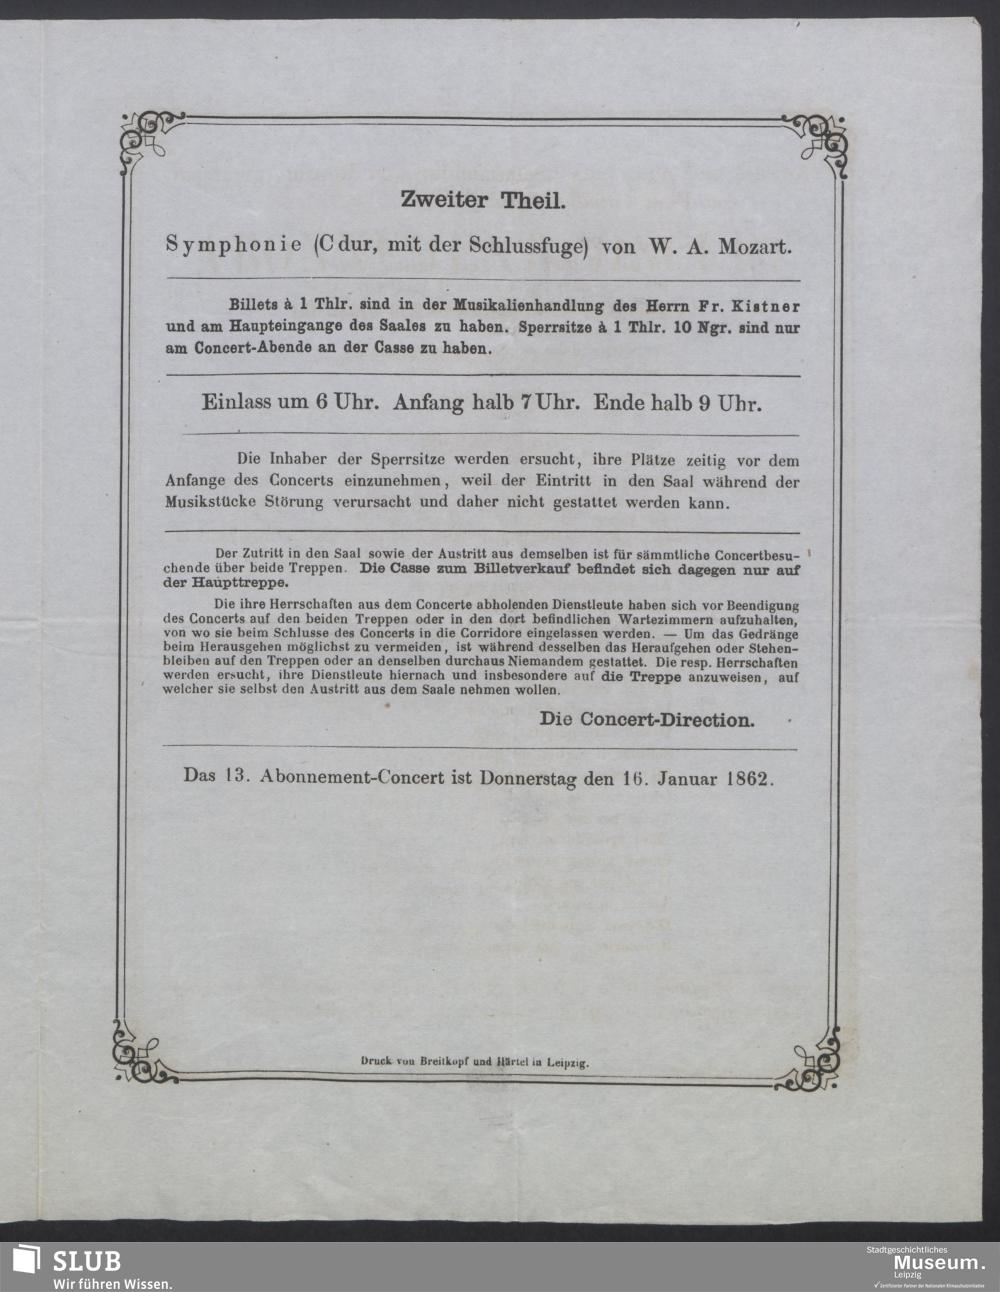 Zweiter Theil.
Symphonie (C dur, mit der Schlussfuge) von W. A. Mozart.
Billets à 1 Thlr. sind in der Musikalienhandlung des Herrn Fr. Kistner
und am Haupteingange des Saales zu haben. Sperrsitze à 1 Thlr. 10 Ngr. sind nur
am Concert-Abende an der Casse zu haben.
Einlass um 6 Uhr. Anfang halb 7 Uhr. Ende halb 9 Uhr.
Die Inhaber der Sperrsitze werden ersucht, ihre Plätze zeitig vor dem
Anfange des Concerts einzunehmen, weil der Eintritt in den Saal während der
Musikstücke Störung verursacht und daher nicht gestattet werden kann.
Der Zutritt in den Saal sowie der Austritt aus demselben ist für sämmtliche Concertbesu-
chende über beide Treppen. Die Casse zum Billetverkauf befindet sich dagegen nur auf
der Haupttreppe.
Die ihre Herrschaften aus dem Concerte abholenden Dienstleute haben sich vor Beendigung
des Concerts auf den beiden Treppen oder in den dort befindlichen Wartezimmern aufzuhalten,
von wo sie beim Schlusse des Concerts in die Corridore eingelassen werden. — Um das Gedränge
beim Herausgehen möglichst zu vermeiden, ist während desselben das Heraufgehen oder Stehen-
bleiben auf den Treppen oder an denselben durchaus Niemandem gestattet. Die resp. Herrschaften
werden ersucht, ihre Dienstleute hiernach und insbesondere auf die Treppe anzuweisen, auf
welcher sie selbst den Austritt aus dem Saale nehmen wollen.
Die Concert-Direction.
Das 13. Abonnement-Concert ist Donnerstag den 16. Januar 1862.
Druck von Breitkopf und Härtel in Leipzig.
SLUB
Wir führen Wissen.
Stadtgeschichtliches
Museum.
Leipzig
Zertifizierter Partner der Nationalen Klimaschutzinitiative